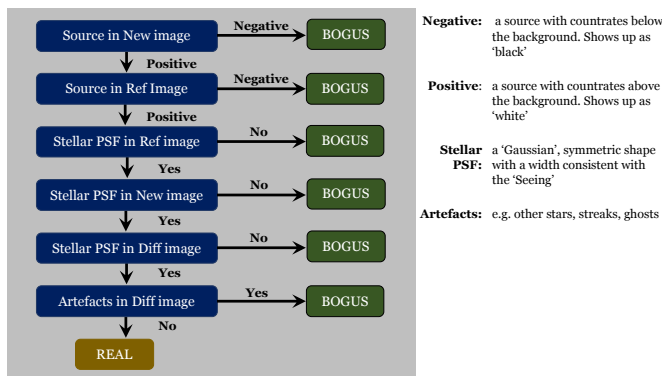 Source in New image
Negative
BOGUS
Positive
Source in Ref Image
Negative
BOGUS
Positive
Stellar PSF in Ref image
No
BOGUS
Yes
Stellar PSF in New image
No
BOGUS
Yes
Stellar PSF in Diff image
No
BOGUS
Yes
Artefacts in Diff image
Yes
BOGUS
No
REAL
Negative: a source with countrates below
the background. Shows up as
‘black’
Positive: a source with countrates above
the background. Shows up as
‘white’
Stellar a ‘Gaussian’, symmetric shape
PSF: with a width consistent with
the ‘Seeing’
Artefacts: e.g. other stars, streaks, ghosts